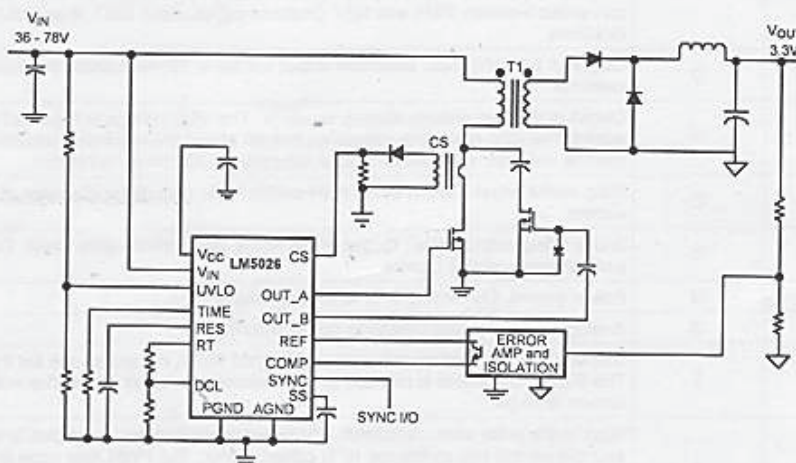 VIN
36 - 78V
VOUT
3.3V
T1
CS
VCC
VIN
UVLO
TIME
RES
RT
DCL
PGND
AGND
LM5026
CS
OUT_A
OUT_B
REF
COMP
SYNC
SS
SYNC I/O
ERROR
AMP and
ISOLATION